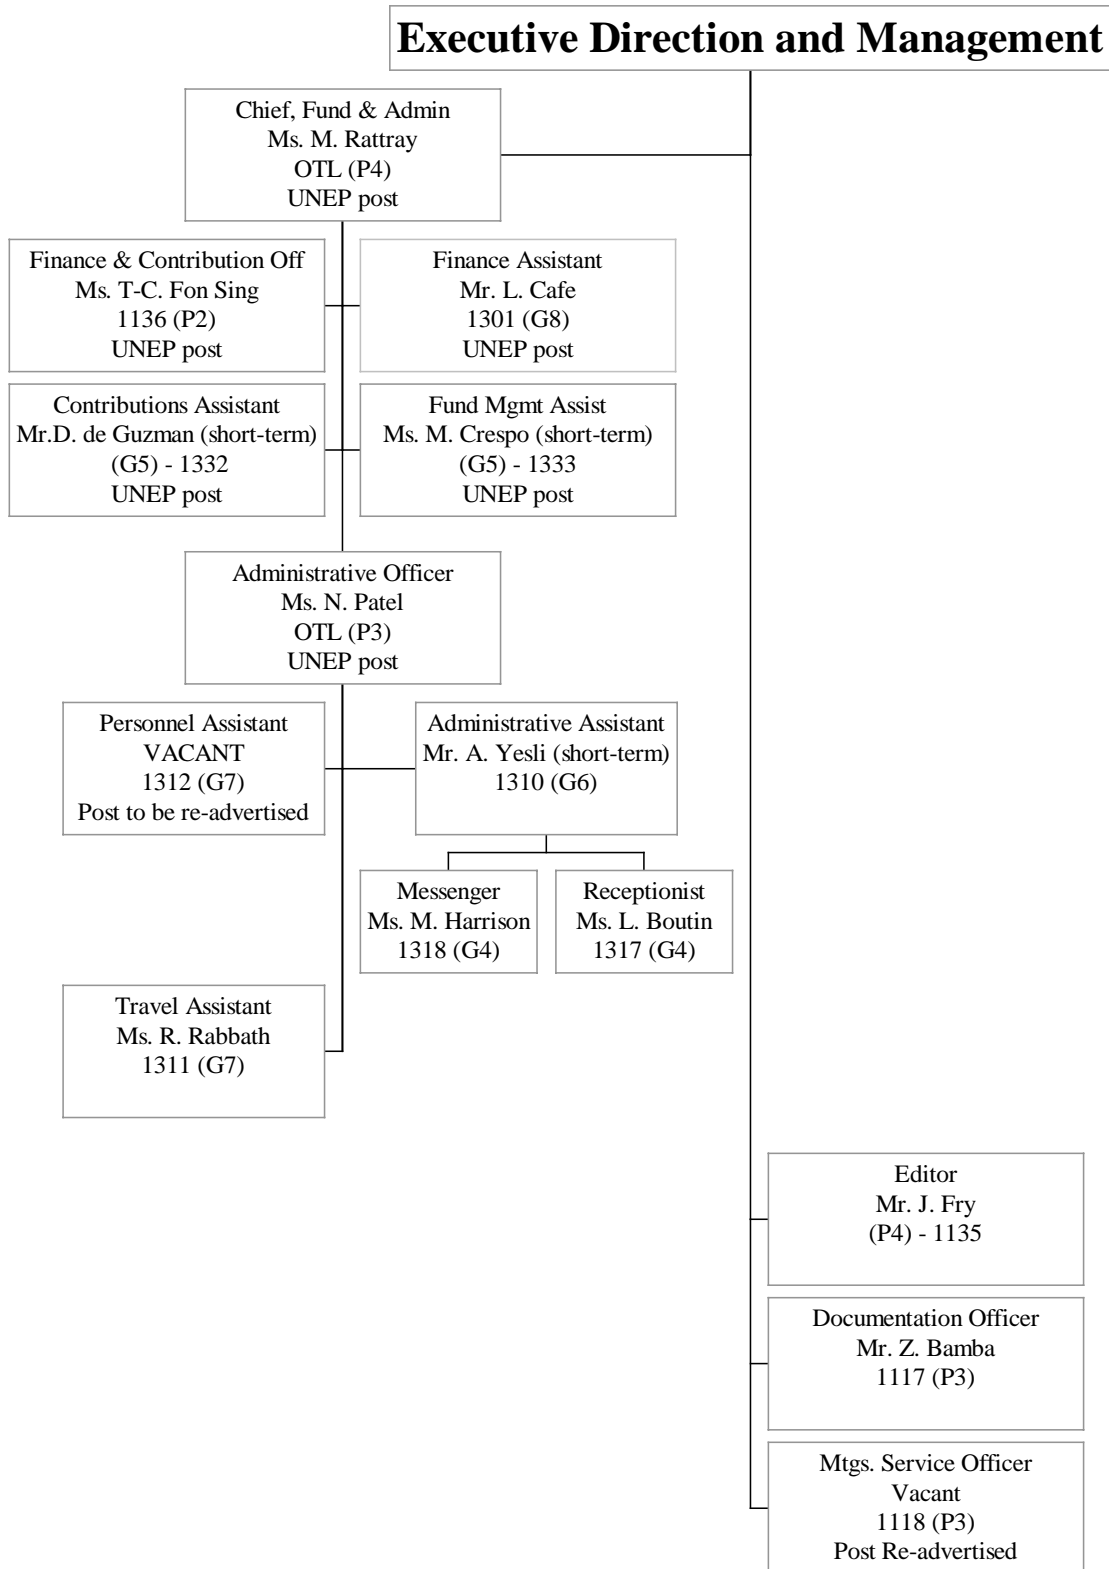 Executive Direction and Management
Chief, Fund & Admin
Ms. M. Rattray
OTL (P4)
UNEP post
Finance & Contribution Off
Ms. T-C. Fon Sing
1136 (P2)
UNEP post
Finance Assistant
Mr. L. Cafe
1301 (G8)
UNEP post
Contributions Assistant
Mr.D. de Guzman (short-term)
(G5) - 1332
UNEP post
Fund Mgmt Assist
Ms. M. Crespo (short-term)
(G5) - 1333
UNEP post
Administrative Officer
Ms. N. Patel
OTL (P3)
UNEP post
Personnel Assistant
VACANT
1312 (G7)
Post to be re-advertised
Administrative Assistant
Mr. A. Yesli (short-term)
1310 (G6)
Messenger
Ms. M. Harrison
1318 (G4)
Receptionist
Ms. L. Boutin
1317 (G4)
Travel Assistant
Ms. R. Rabbath
1311 (G7)
Editor
Mr. J. Fry
(P4) - 1135
Documentation Officer
Mr. Z. Bamba
1117 (P3)
Mtgs. Service Officer
Vacant
1118 (P3)
Post Re-advertised